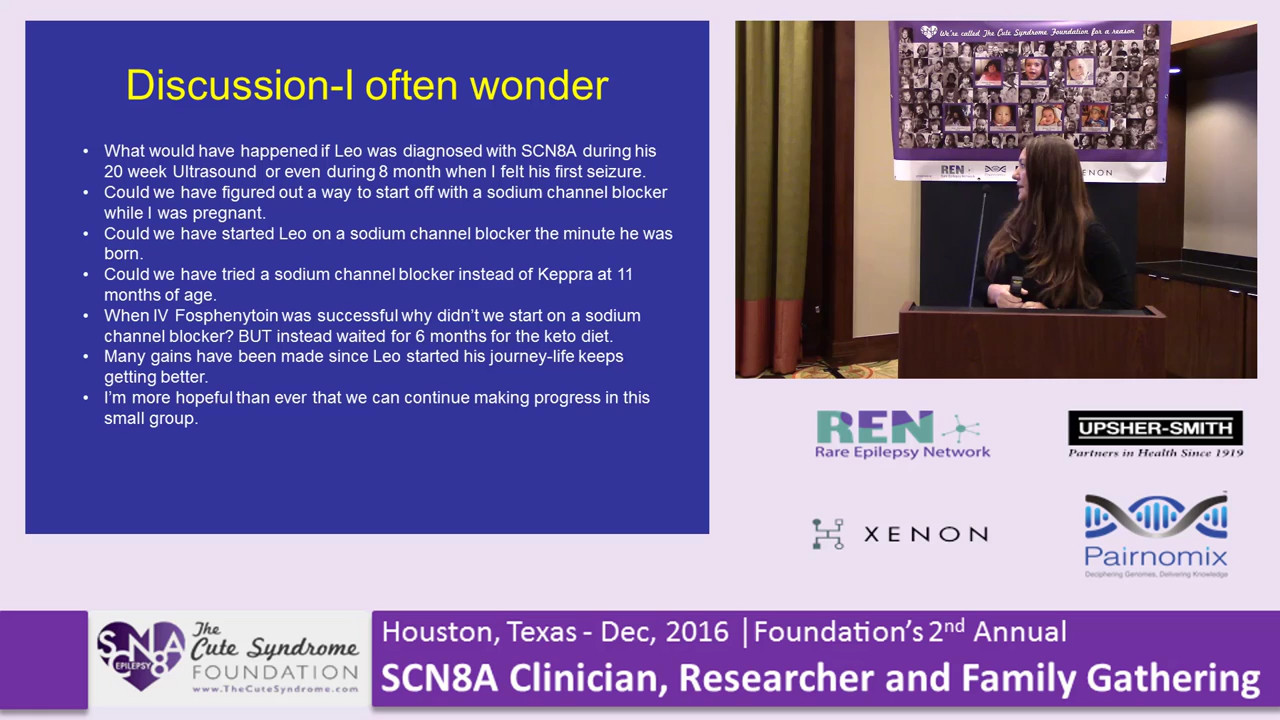 Discussion-I often wonder
• What would have happened if Leo was diagnosed with SCN8A during his
20 week Ultrasound or even during 8 month when I felt his first seizure.
• Could we have figured out a way to start off with a sodium channel blocker
while I was pregnant.
• Could we have started Leo on a sodium channel blocker the minute he was
born.
• Could we have tried a sodium channel blocker instead of Keppra at 11
months of age.
• When IV Fosphenytoin was successful why didn’t we start on a sodium
channel blocker? BUT instead waited for 6 months for the keto diet.
• Many gains have been made since Leo started his journey-life keeps
getting better.
• I’m more hopeful than ever that we can continue making progress in this
small group.
We're called The Cute Syndrome Foundation for a reason
REN
XENON
REN
Rare Epilepsy Network
UPSHER-SMITH
Partners in Health Since 1919
XENON
Pairnomix
Deciphering Genomes, Delivering Knowledge
SCN8A
EPILEPSY
The
Cute Syndrome
FOUNDATION
www.TheCuteSyndrome.com
Houston, Texas - Dec, 2016 | Foundation’s 2nd Annual
SCN8A Clinician, Researcher and Family Gathering